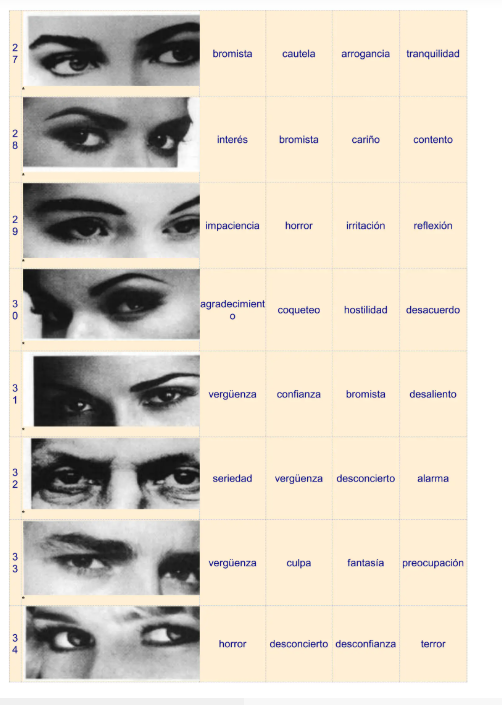 27 bromista cautela arrogancia tranquilidad
28 interés bromista cariño contento
29 impaciencia horror irritación reflexión
30 agradecimiento coqueteo hostilidad desacuerdo
31 vergüenza confianza bromista desaliento
32 seriedad vergüenza desconcierto alarma
33 vergüenza culpa fantasía preocupación
34 horror desconcierto desconfianza terror